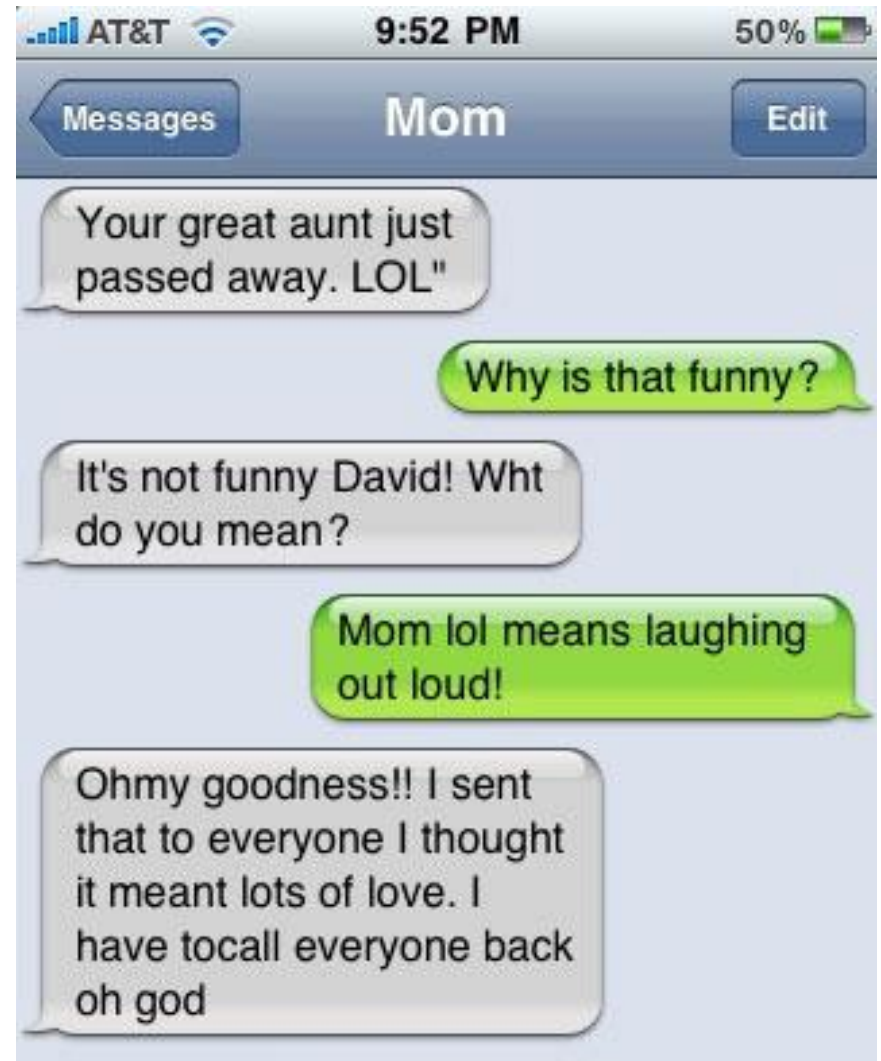 AT&T 9:52 PM 50%
Messages Mom Edit
Your great aunt just
passed away. LOL"
Why is that funny?
It's not funny David! Wht
do you mean?
Mom lol means laughing
out loud!
Ohmy goodness!! I sent
that to everyone I thought
it meant lots of love. I
have tocall everyone back
oh god